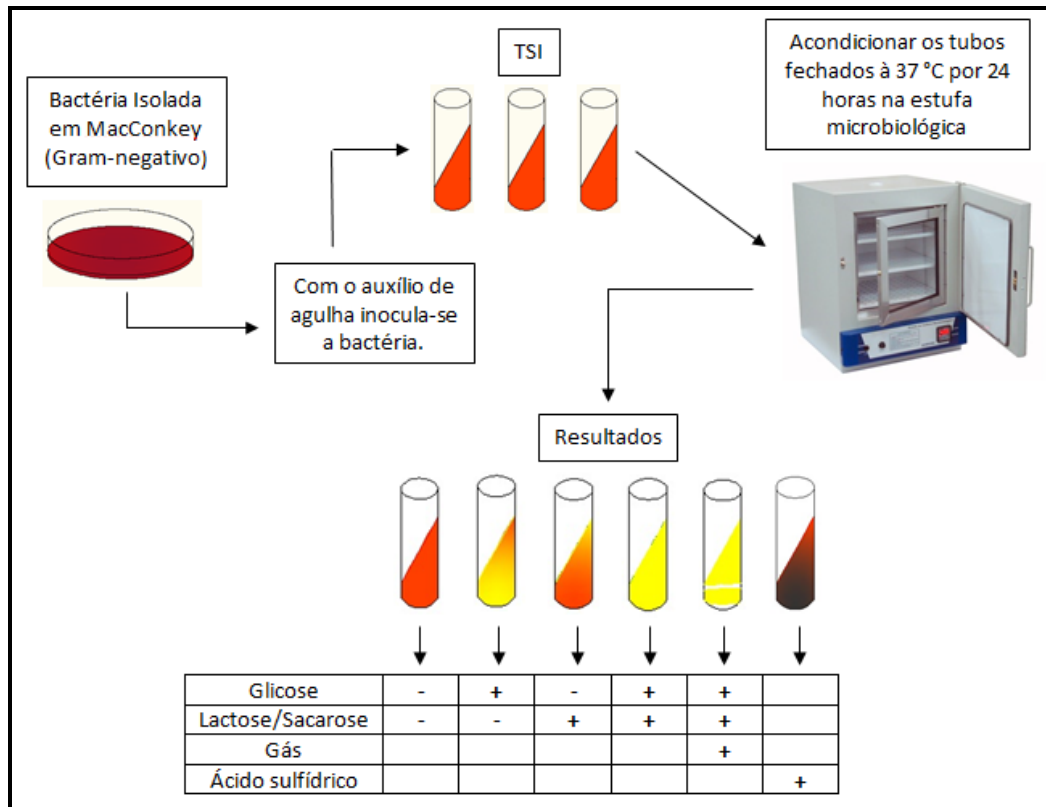 TSI
Bactéria Isolada
em MacConkey
(Gram-negativo)
Com o auxílio de
agulha inocula-se
a bactéria.
Acondicionar os tubos
fechados à 37 °C por 24
horas na estufa
microbiológica
Resultados
Glicose - + - + +
Lactose/Sacarose - - + + +
Gás +
Ácido sulfídrico +